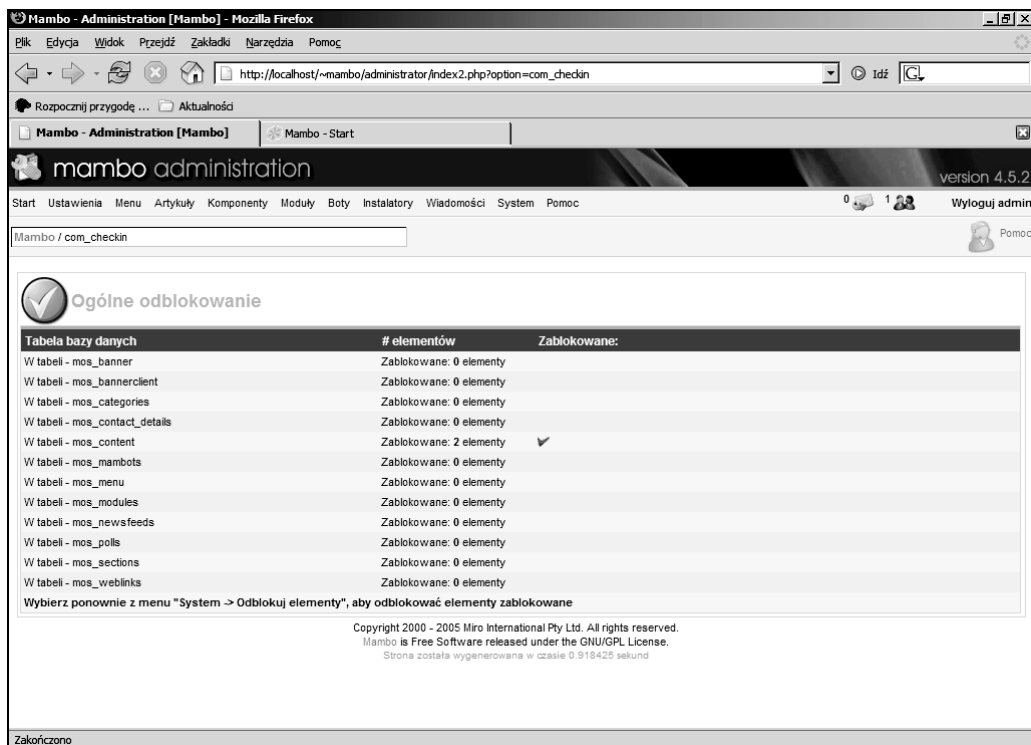 Mambo - Administration [Mambo] - Mozilla Firefox
Plik Edycja Widok Przejdź Zakładki Narzędzia Pomoc
http://localhost/~mambo/administrator/index2.php?option=com_checkin Idź G
Rozpocznij przygodę ... Aktualności
Mambo - Administration [Mambo] Mambo - Start
mambo administration
version 4.5.2
Start Ustawienia Menu Artykuły Komponenty Moduły Boty Instalatory Wiadomości System Pomoc 0 1 Wyloguj admin
Mambo / com_checkin Pomoc
Ogólne odblokowanie
Tabela bazy danych # elementów Zablokowane:
W tabeli - mos_banner Zablokowane: 0 elementy
W tabeli - mos_bannerclient Zablokowane: 0 elementy
W tabeli - mos_categories Zablokowane: 0 elementy
W tabeli - mos_contact_details Zablokowane: 0 elementy
W tabeli - mos_content Zablokowane: 2 elementy
W tabeli - mos_mambots Zablokowane: 0 elementy
W tabeli - mos_menu Zablokowane: 0 elementy
W tabeli - mos_modules Zablokowane: 0 elementy
W tabeli - mos_newsfeeds Zablokowane: 0 elementy
W tabeli - mos_polls Zablokowane: 0 elementy
W tabeli - mos_sections Zablokowane: 0 elementy
W tabeli - mos_weblinks Zablokowane: 0 elementy
Wybierz ponownie z menu "System -> Odblokuj elementy", aby odblokować elementy zablokowane
Copyright 2000 - 2005 Miro International Pty Ltd. All rights reserved.
Mambo is Free Software released under the GNU/GPL License.
Strona została wygenerowana w czasie 0.918425 sekund
Zakończono